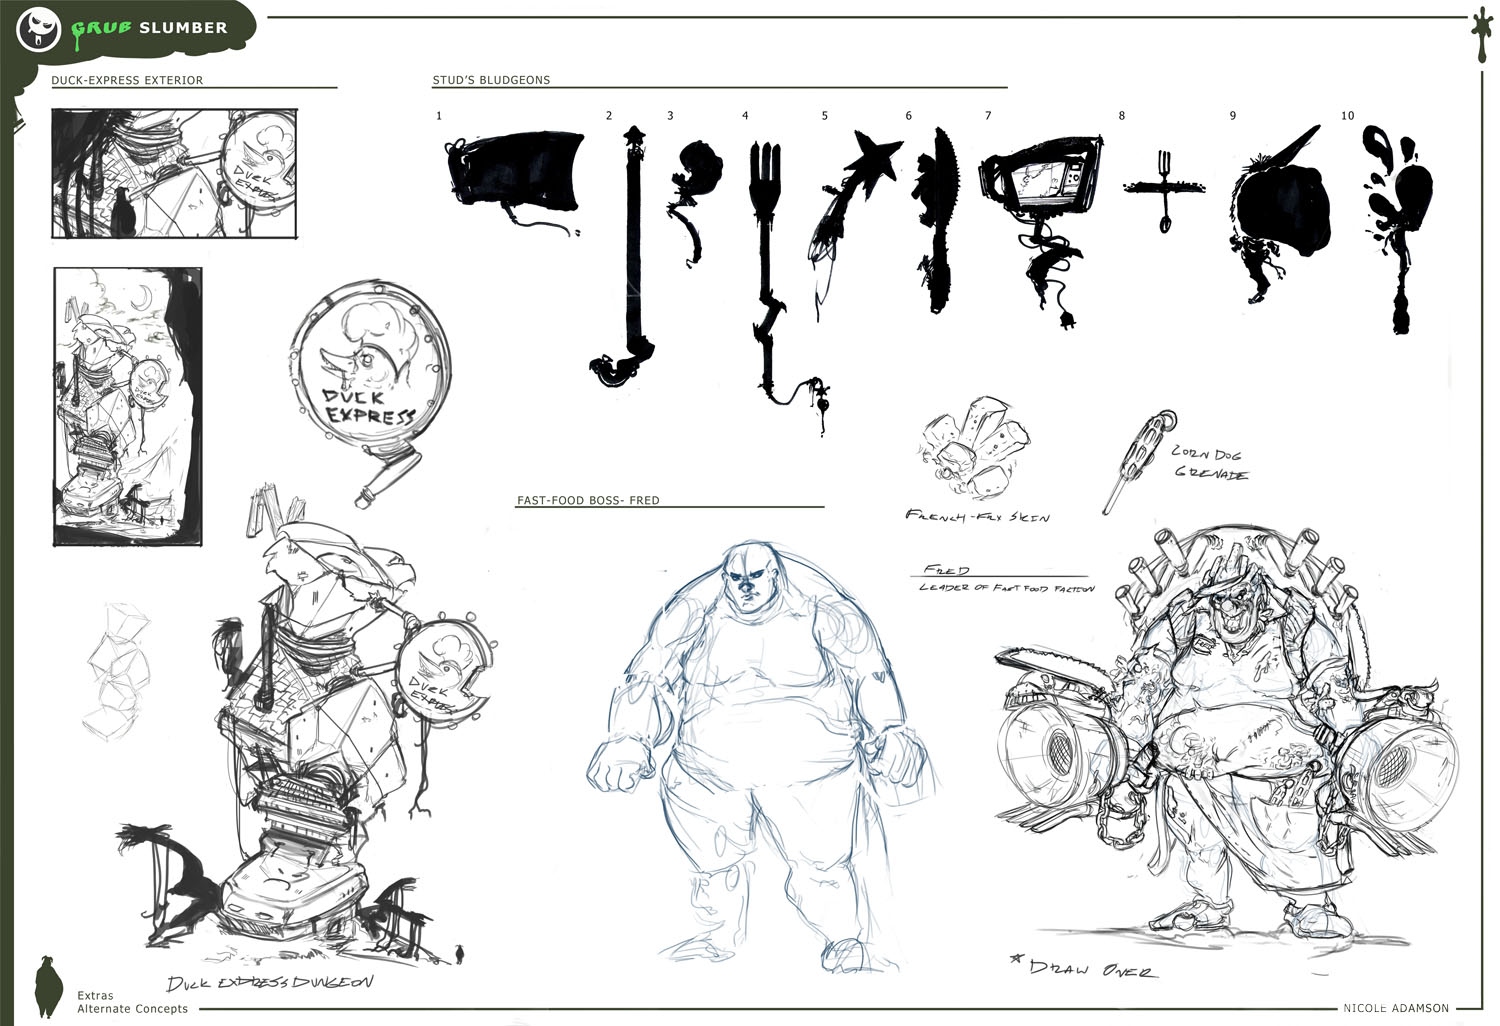 GRUB SLUMBER
DUCK-EXPRESS EXTERIOR
STUD'S BLUDGEONS
1 2 3 4 5 6 7 8 9 10
DUCK
EXPRESS
DUCK
EXPRESS
CORN DOG
GRENADE
FRENCH-FRY SKIN
FAST-FOOD BOSS- FRED
FRED
LEADER OF FAST FOOD FACTION
DUCK
EXPRESS
DUCK EXPRESS DUNGEON
* DRAW OVER
Extras
Alternate Concepts
NICOLE ADAMSON